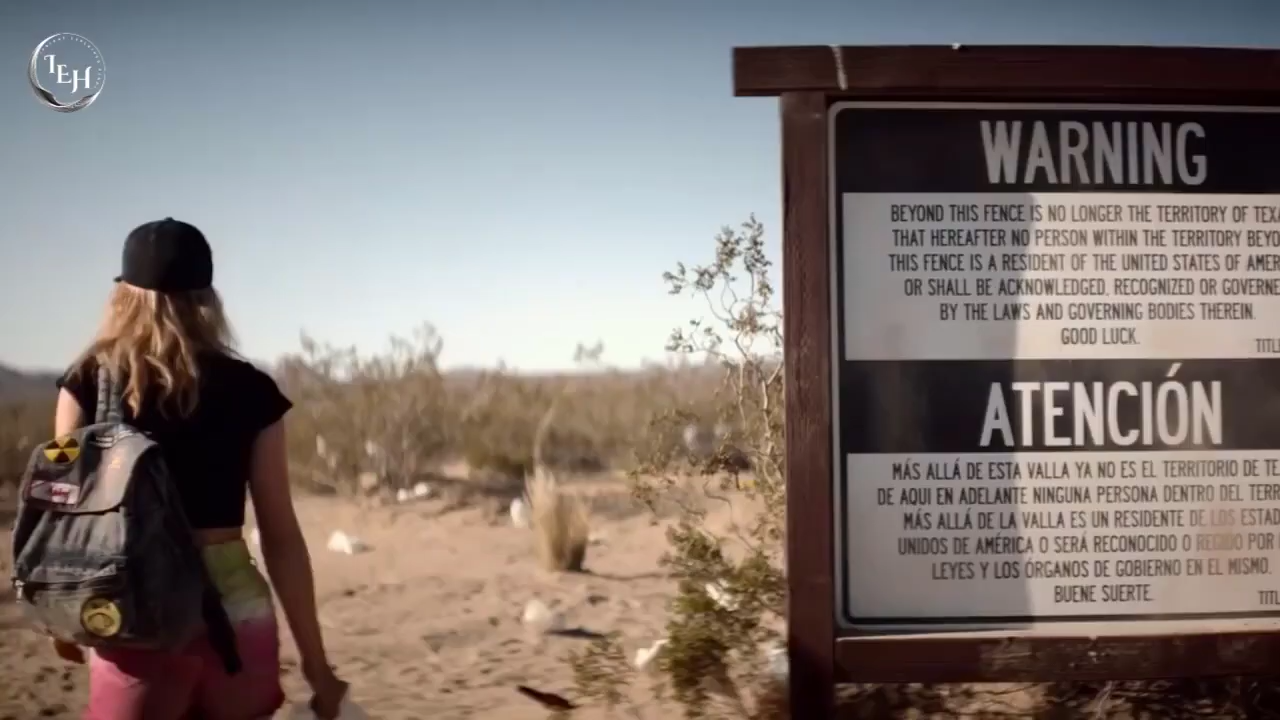 TEH
WARNING
BEYOND THIS FENCE IS NO LONGER THE TERRITORY OF TEXA
THAT HEREAFTER NO PERSON WITHIN THE TERRITORY BEYO
THIS FENCE IS A RESIDENT OF THE UNITED STATES OF AMER
OR SHALL BE ACKNOWLEDGED, RECOGNIZED OR GOVERNE
BY THE LAWS AND GOVERNING BODIES THEREIN.
GOOD LUCK.
TITL
ATENCIÓN
MÁS ALLÁ DE ESTA VALLA YA NO ES EL TERRITORIO DE TE
DE AQUI EN ADELANTE NINGUNA PERSONA DENTRO DEL TERR
MÁS ALLÁ DE LA VALLA ES UN RESIDENTE DE LOS ESTAD
UNIDOS DE AMÉRICA O SERÁ RECONOCIDO O REGIDO POR
LEYES Y LOS ÓRGANOS DE GOBIERNO EN EL MISMO.
BUENE SUERTE.
TITL